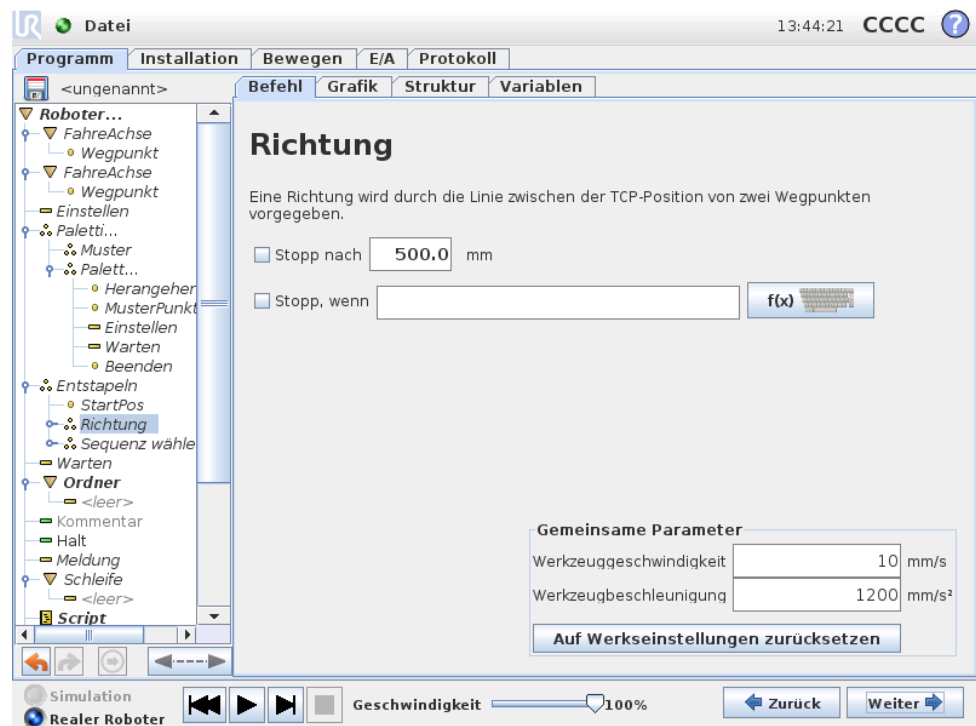 UR Datei 13:44:21 CCCC ?
Programm Installation Bewegen E/A Protokoll
<ungenannt>
Befehl Grafik Struktur Variablen
Roboter...
FahreAchse
Wegpunkt
FahreAchse
Wegpunkt
Einstellen
Paletti...
Muster
Palett...
Herangeher
MusterPunkt
Einstellen
Warten
Beenden
Entstapeln
StartPos
Richtung
Sequenz wähle
Warten
Ordner
<leer>
Kommentar
Halt
Meldung
Schleife
<leer>
Script
Richtung
Eine Richtung wird durch die Linie zwischen der TCP-Position von zwei Wegpunkten
vorgegeben.
Stopp nach 500.0 mm
Stopp, wenn f(x)
Gemeinsame Parameter
Werkzeuggeschwindigkeit 10 mm/s
Werkzeugbeschleunigung 1200 mm/s²
Auf Werkseinstellungen zurücksetzen
Simulation
Realer Roboter
Geschwindigkeit 100%
Zurück Weiter